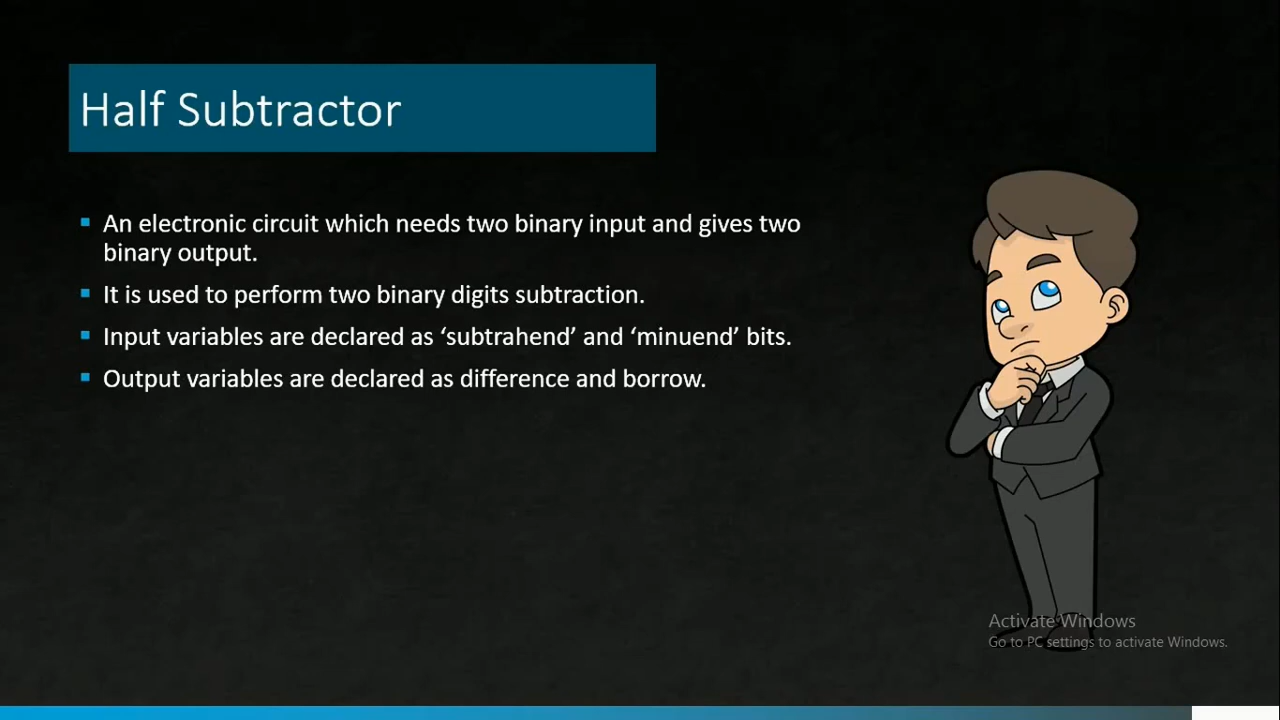 Half Subtractor
An electronic circuit which needs two binary input and gives two
binary output.
It is used to perform two binary digits subtraction.
Input variables are declared as ‘subtrahend’ and ‘minuend’ bits.
Output variables are declared as difference and borrow.
Activate Windows
Go to PC settings to activate Windows.